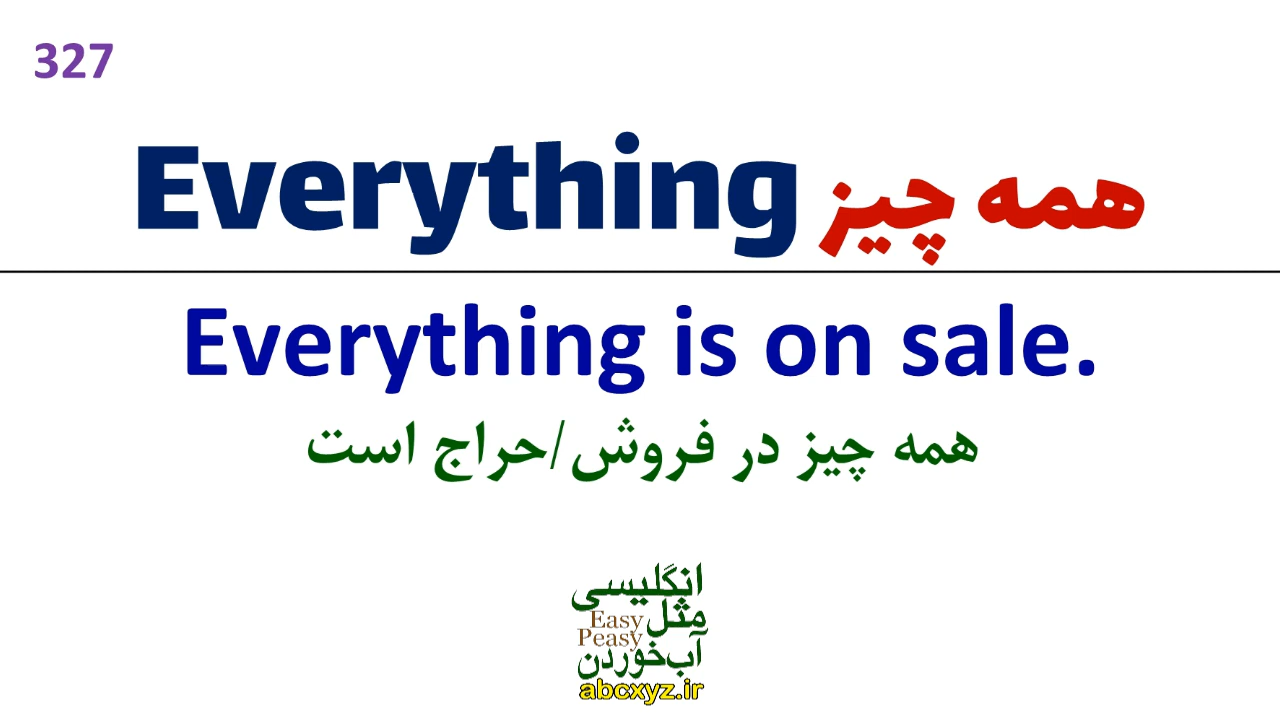 327
Everything همه چیز
Everything is on sale.
همه چیز در فروش/حراج است
انگلیسی
مثل
Easy
Peasy
آب‌خوردن
abcxyz.ir